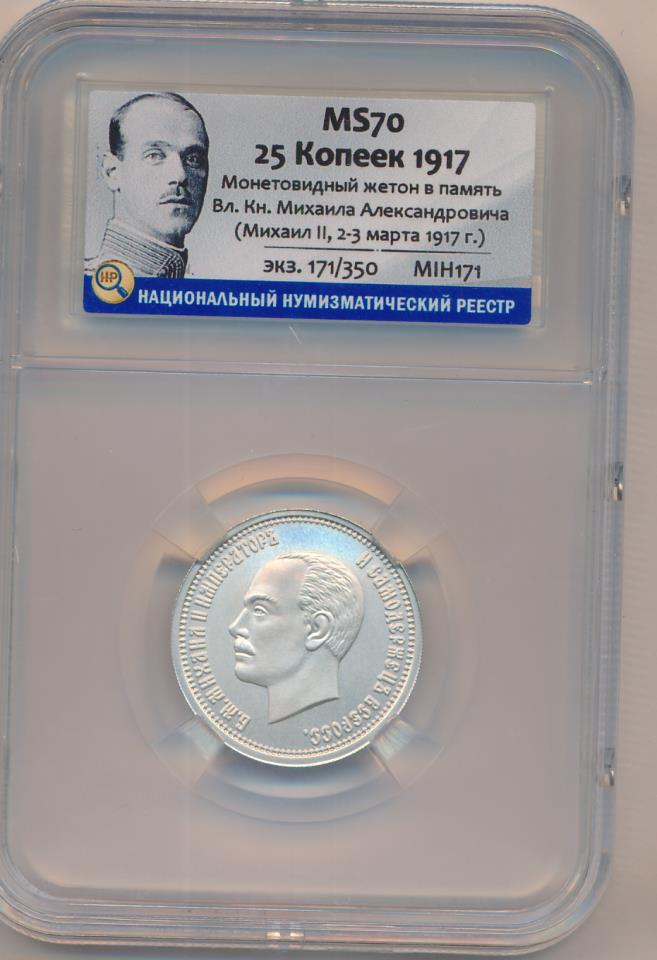 MS70
25 Копеек 1917
Монетовидный жетон в память
Вл. Кн. Михаила Александровича
(Михаил II, 2-3 марта 1917 г.)
экз. 171/350 MIH171
НР
НАЦИОНАЛЬНЫЙ НУМИЗМАТИЧЕСКИЙ РЕЕСТР
Б.М.МИХАИЛ II ИМПЕРАТОРЪ
И САМОДЕРЖЕЦЪ ВСЕРОСС.